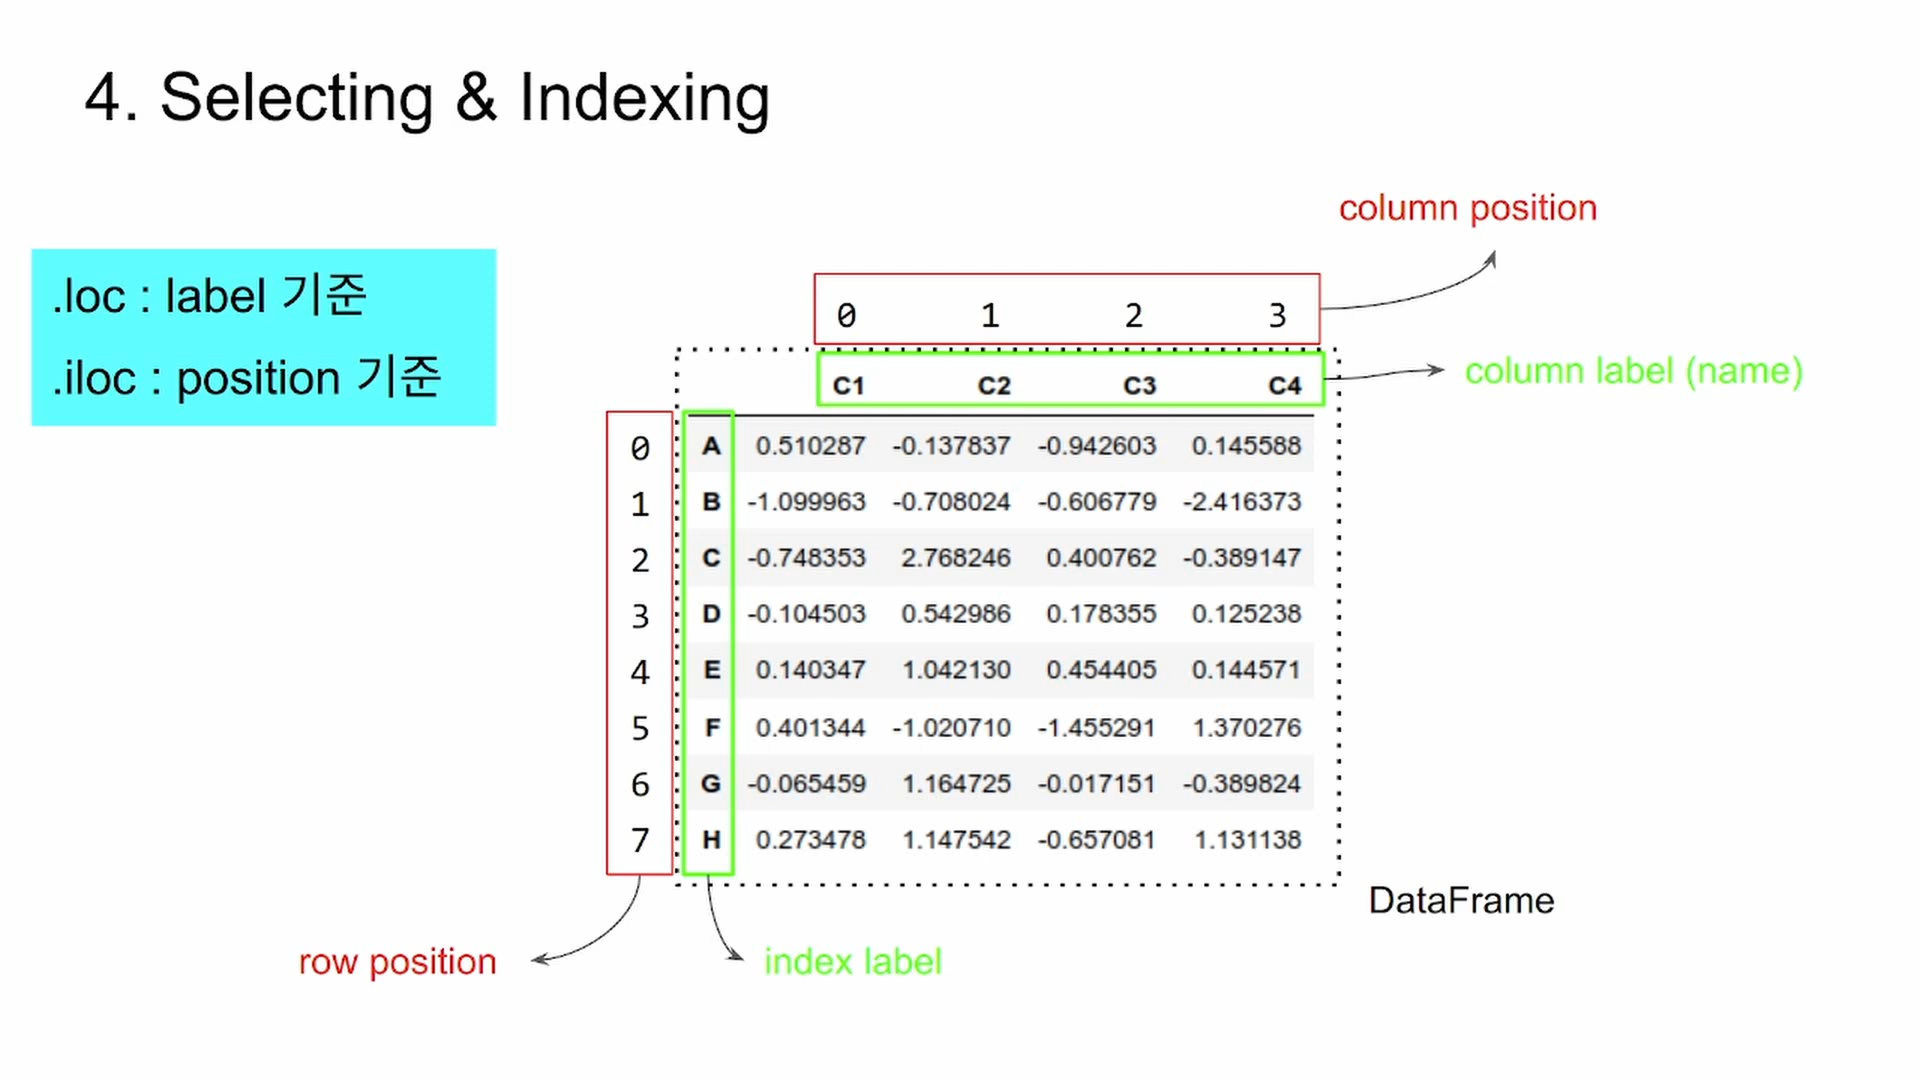 4. Selecting & Indexing
column position
.loc : label 기준
.iloc : position 기준
0 1 2 3
C1 C2 C3 C4
column label (name)
0 A 0.510287 -0.137837 -0.942603 0.145588
1 B -1.099963 -0.708024 -0.606779 -2.416373
2 C -0.748353 2.768246 0.400762 -0.389147
3 D -0.104503 0.542986 0.178355 0.125238
4 E 0.140347 1.042130 0.454405 0.144571
5 F 0.401344 -1.020710 -1.455291 1.370276
6 G -0.065459 1.164725 -0.017151 -0.389824
7 H 0.273478 1.147542 -0.657081 1.131138
DataFrame
row position
index label